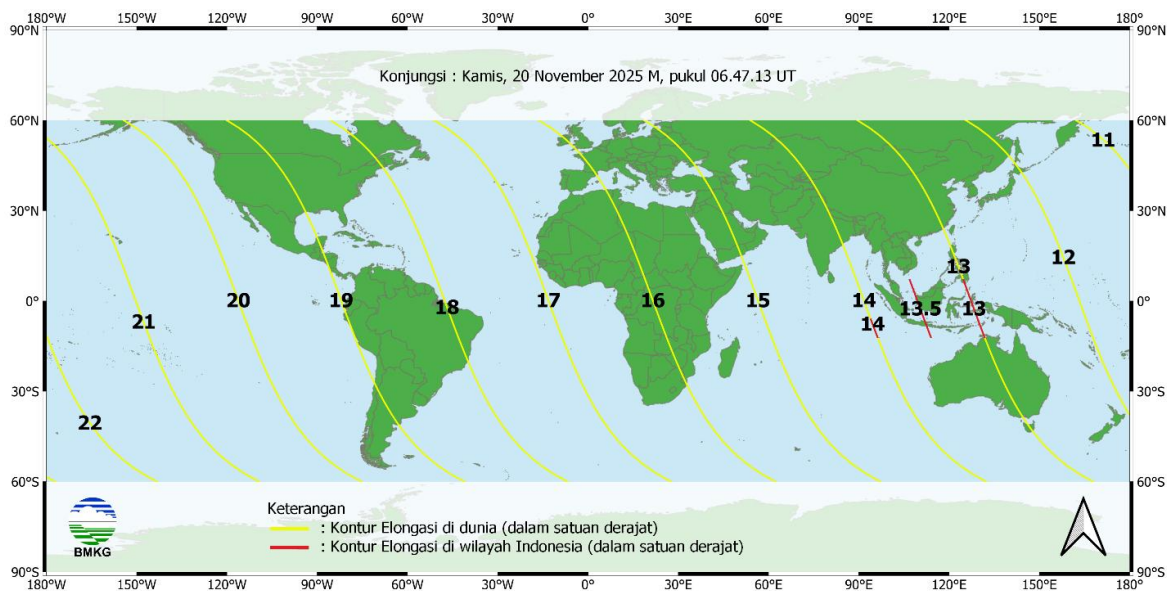 180°W 150°W 120°W 90°W 60°W 30°W 0° 30°E 60°E 90°E 120°E 150°E 180°E
90°N 90°N
Konjungsi : Kamis, 20 November 2025 M, pukul 06.47.13 UT
60°N 60°N
11
30°N 30°N
12
13
0° 20 19 18 17 16 15 14 13.5 13 0°
21 14
30°S 30°S
22
60°S 60°S
Keterangan
: Kontur Elongasi di dunia (dalam satuan derajat)
: Kontur Elongasi di wilayah Indonesia (dalam satuan derajat)
BMKG
90°S 90°S
180°W 150°W 120°W 90°W 60°W 30°W 0° 30°E 60°E 90°E 120°E 150°E 180°E